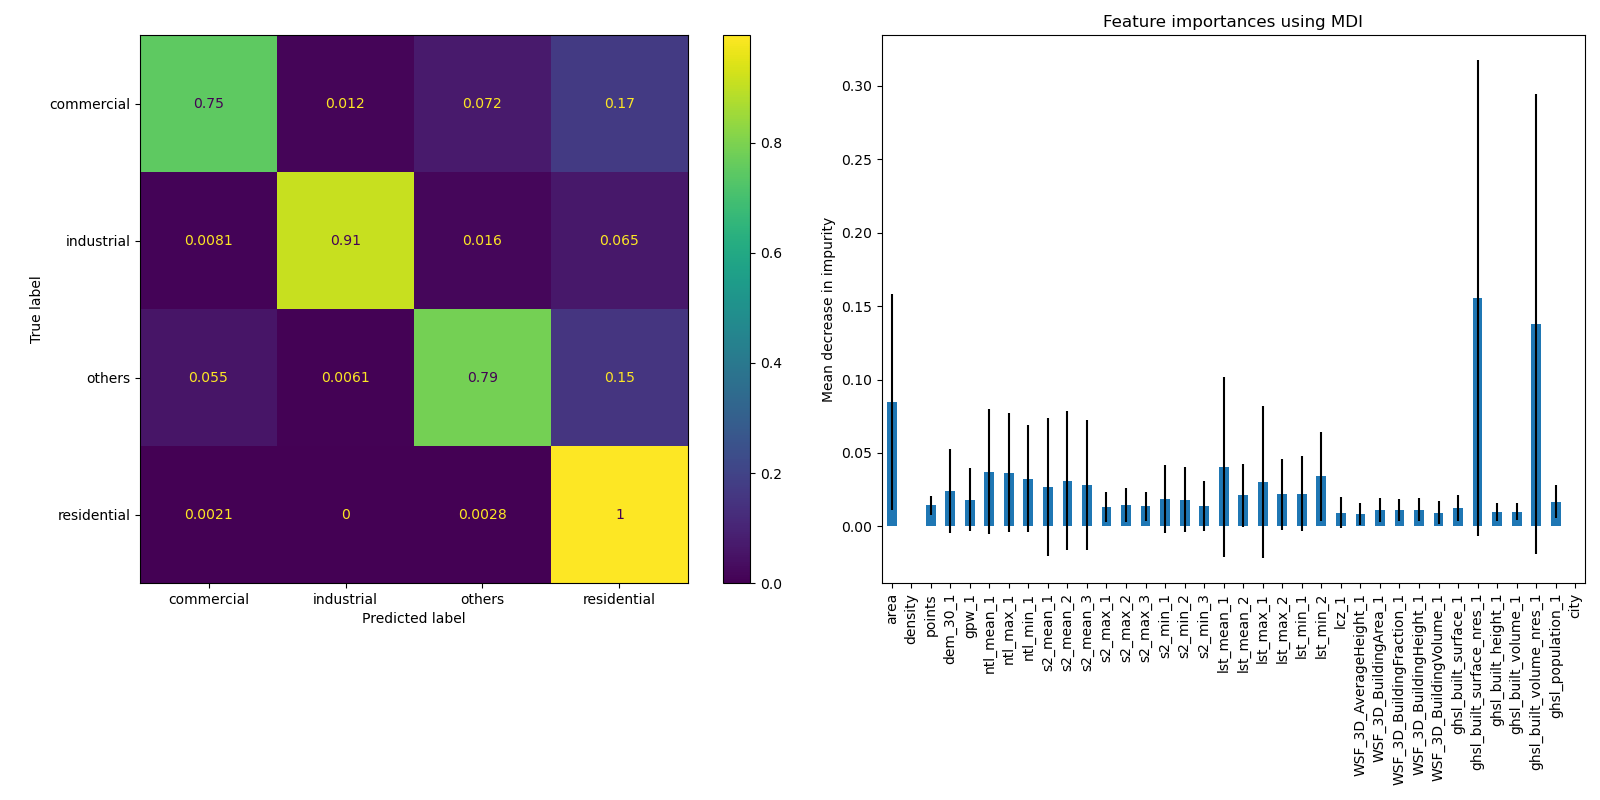 commercial
industrial
others
residential
True label
0.75 0.012 0.072 0.17
0.0081 0.91 0.016 0.065
0.055 0.0061 0.79 0.15
0.0021 0 0.0028 1
commercial industrial others residential
Predicted label
0.8
0.6
0.4
0.2
0.0
Feature importances using MDI
Mean decrease in impurity
0.30
0.25
0.20
0.15
0.10
0.05
0.00
area
density
points
dem_30_1
gpw_1
ntl_mean_1
ntl_max_1
ntl_min_1
s2_mean_1
s2_mean_2
s2_mean_3
s2_max_1
s2_max_2
s2_max_3
s2_min_1
s2_min_2
s2_min_3
lst_mean_1
lst_mean_2
lst_max_1
lst_max_2
lst_min_1
lst_min_2
lcz_1
WSF_3D_AverageHeight_1
WSF_3D_BuildingArea_1
WSF_3D_BuildingFraction_1
WSF_3D_BuildingHeight_1
WSF_3D_BuildingVolume_1
ghsl_built_surface_1
ghsl_built_surface_nres_1
ghsl_built_height_1
ghsl_built_volume_1
ghsl_built_volume_nres_1
ghsl_population_1
city